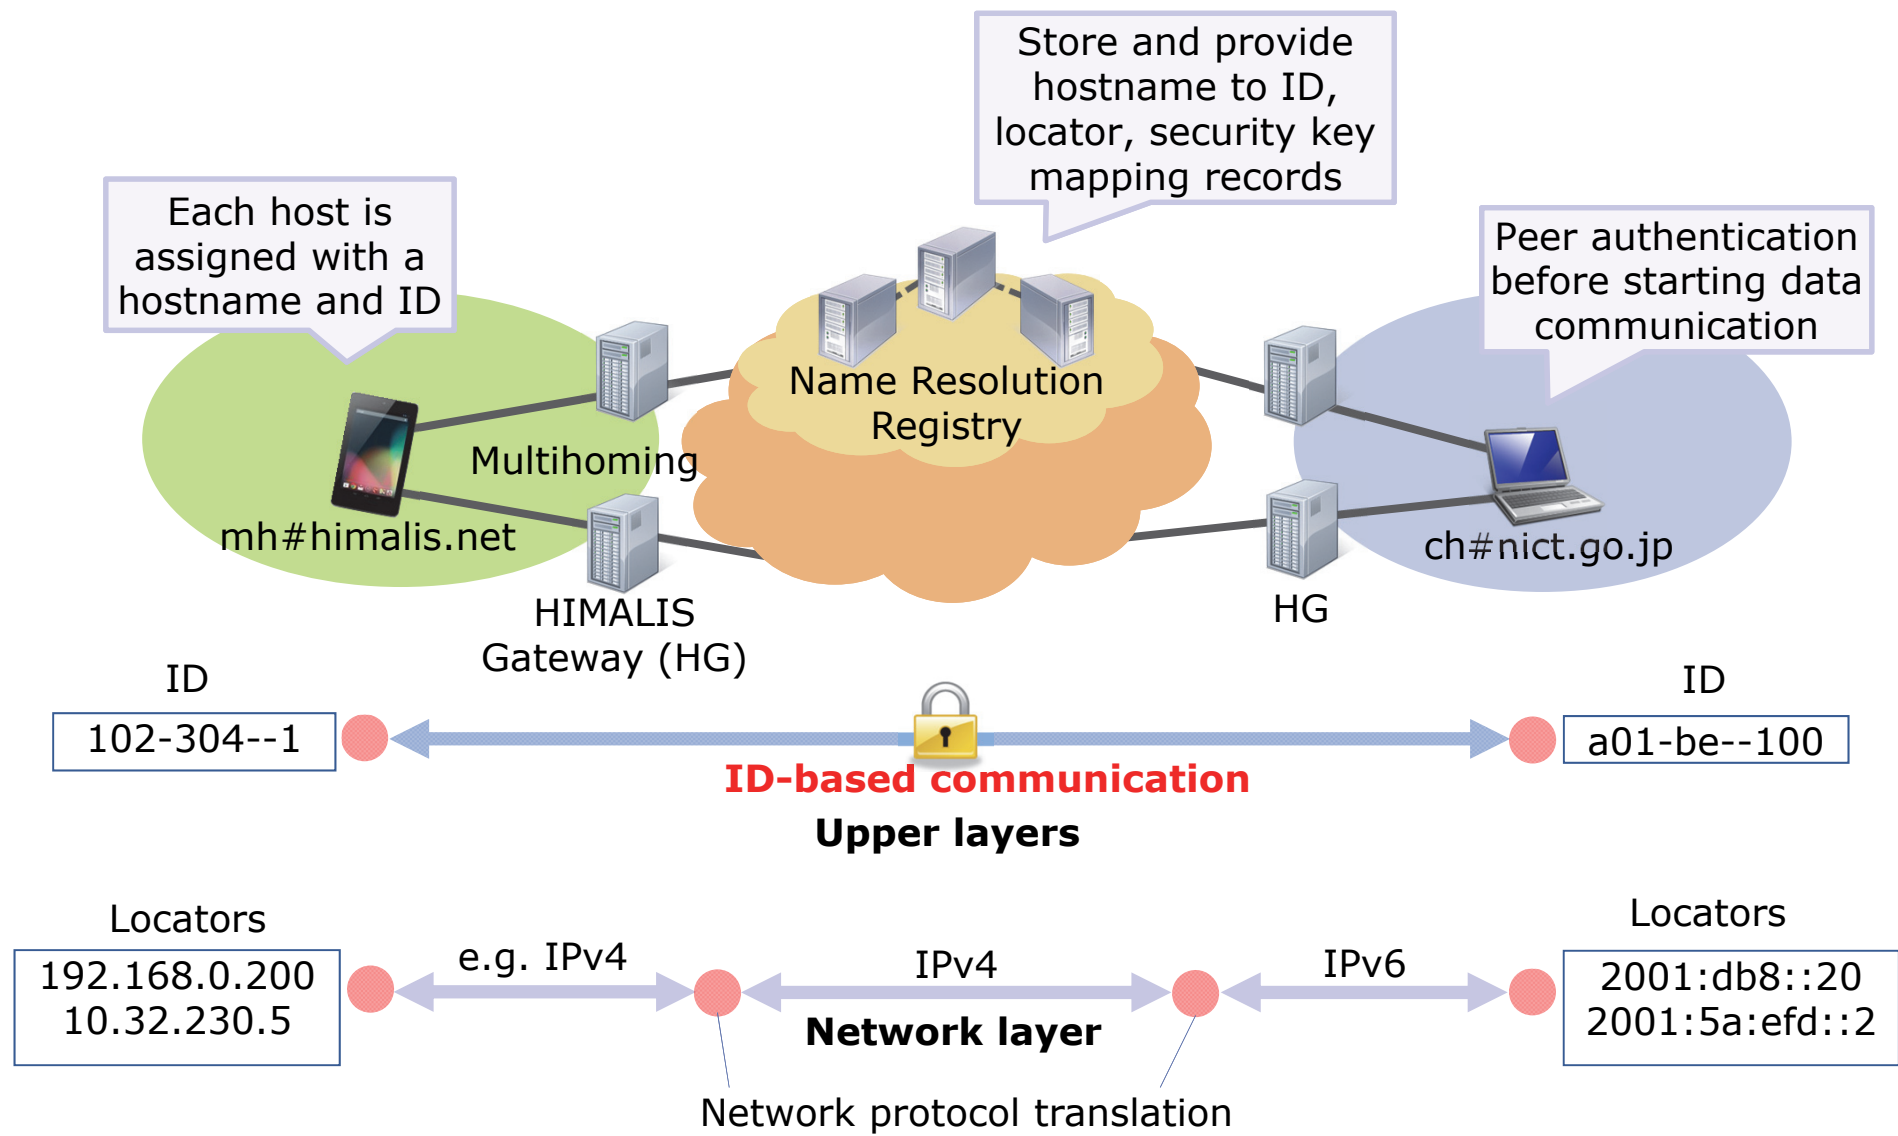 Store and provide
hostname to ID,
locator, security key
mapping records
Each host is
assigned with a
hostname and ID
Peer authentication
before starting data
communication
Name Resolution
Registry
Multihoming
mh#himalis.net
ch#nict.go.jp
HIMALIS
Gateway (HG)
HG
ID
102-304--1
ID
a01-be--100
ID-based communication
Upper layers
Locators
192.168.0.200
10.32.230.5
e.g. IPv4
IPv4
IPv6
Locators
2001:db8::20
2001:5a:efd::2
Network layer
Network protocol translation